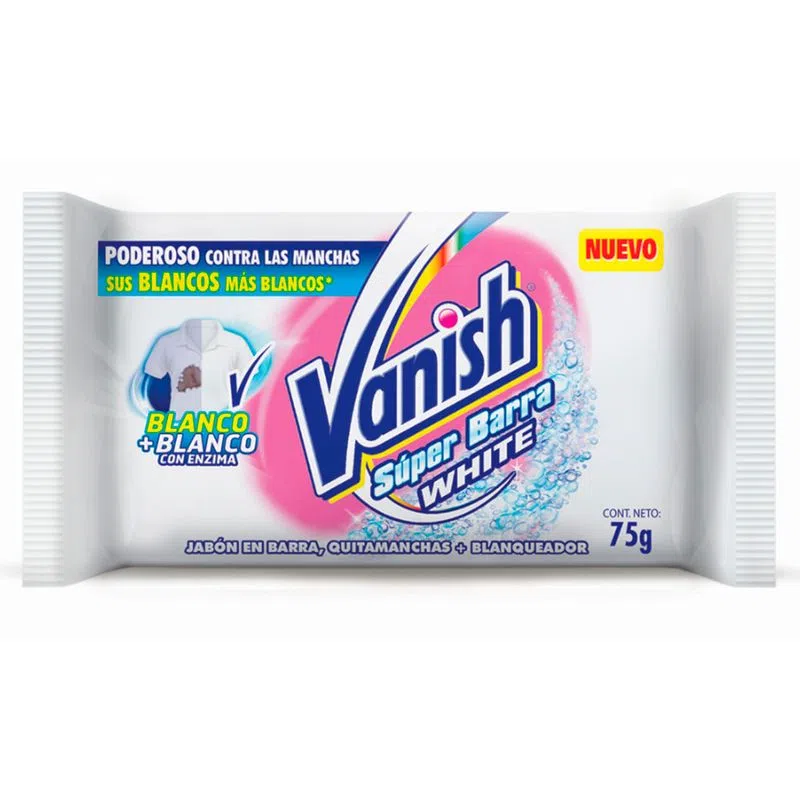 PODEROSO CONTRA LAS MANCHAS
SUS BLANCOS MÁS BLANCOS*
NUEVO
Vanish®
Súper Barra
WHITE
BLANCO
+BLANCO
CON ENZIMA
CONT. NETO:
75g
JABÓN EN BARRA, QUITAMANCHAS + BLANQUEADOR